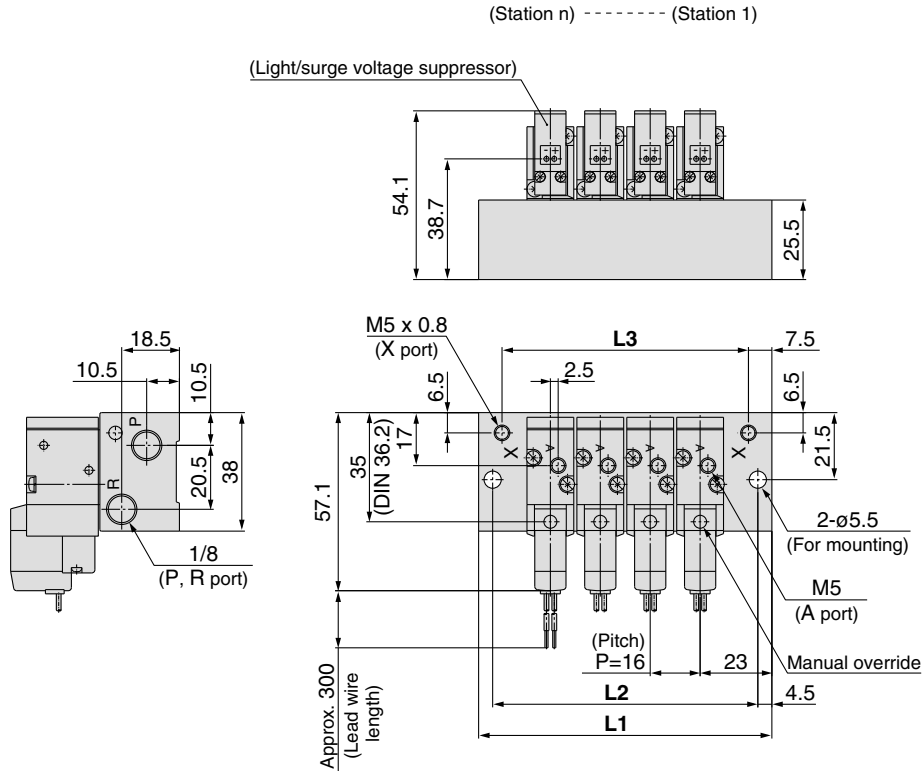 (Station n) -------- (Station 1)
(Light/surge voltage suppressor)
- +
- +
- +
- +
54.1
38.7
25.5
M5 x 0.8
(X port)
L3
7.5
18.5
10.5
10.5
6.5
2.5
6.5
P
R
20.5
38
57.1
35
(DIN 36.2)
17
X
A
A
A
A
X
21.5
1/8
(P, R port)
2-ø5.5
(For mounting)
M5
(A port)
Manual override
(Pitch)
P=16
23
Approx. 300
(Lead wire
length)
L2
4.5
L1